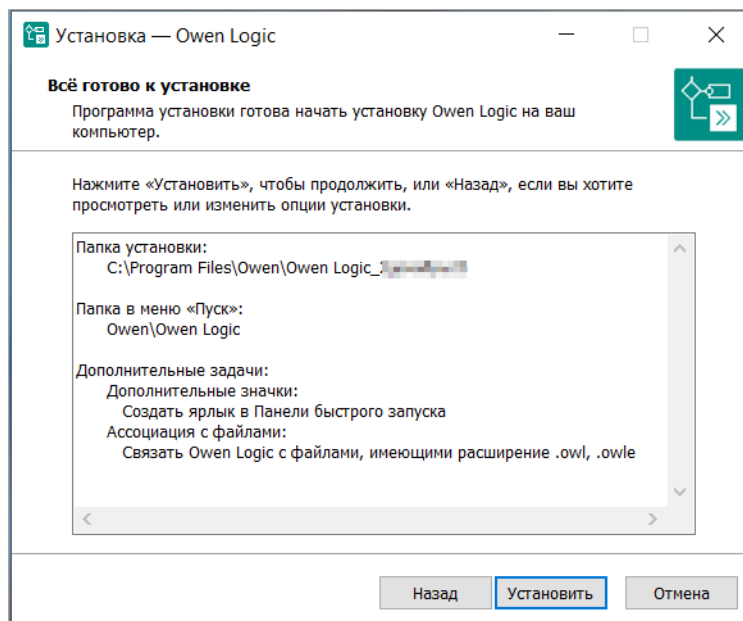 Установка — Owen Logic
Всё готово к установке
Программа установки готова начать установку Owen Logic на ваш
компьютер.
Нажмите «Установить», чтобы продолжить, или «Назад», если вы хотите
просмотреть или изменить опции установки.
Папка установки:
C:\Program Files\Owen\Owen Logic_
Папка в меню «Пуск»:
Owen\Owen Logic
Дополнительные задачи:
Дополнительные значки:
Создать ярлык в Панели быстрого запуска
Ассоциация с файлами:
Связать Owen Logic с файлами, имеющими расширение .owl, .owle
Назад
Установить
Отмена